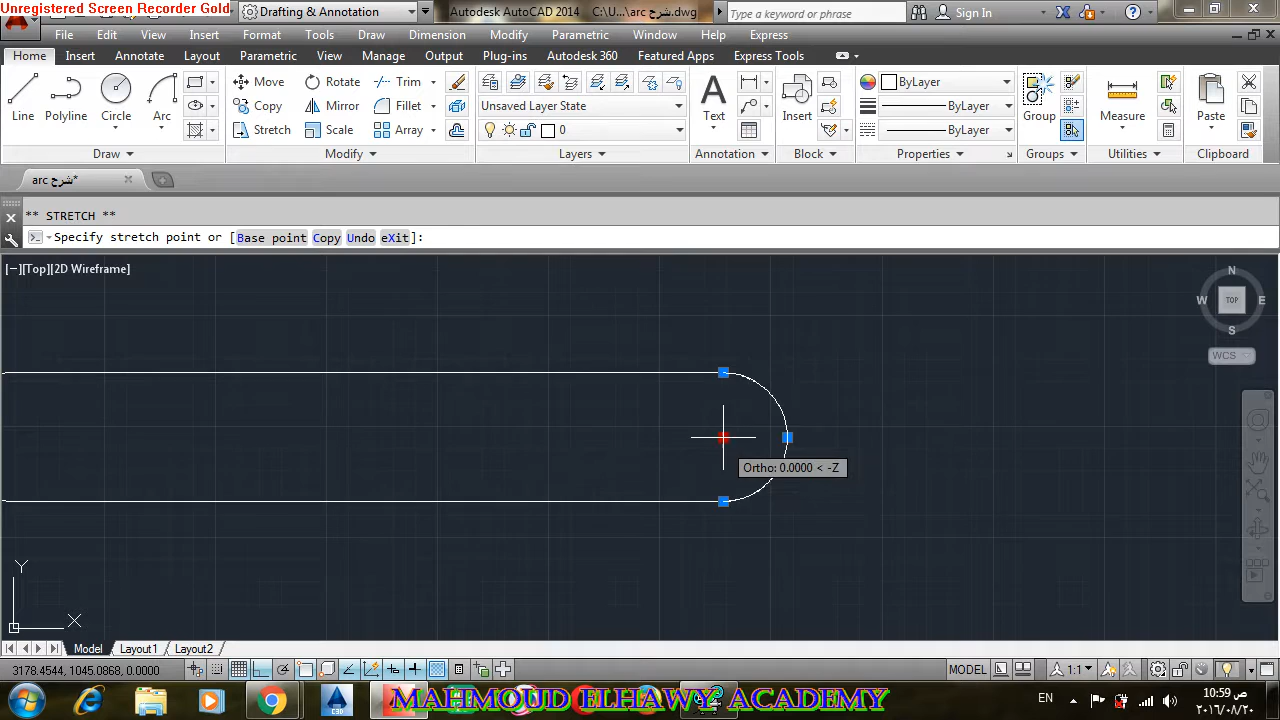 Unregistered Screen Recorder Gold
Drafting & Annotation
Autodesk AutoCAD 2014 C:\U...\شرح arc.dwg
Type a keyword or phrase
Sign In
File Edit View Insert Format Tools Draw Dimension Modify Parametric Window Help Express
Home Insert Annotate Layout Parametric View Manage Output Plug-ins Autodesk 360 Featured Apps Express Tools
Line Polyline Circle Arc
Move Rotate Trim
Copy Mirror Fillet
Stretch Scale Array
Unsaved Layer State
0
Text
Insert
ByLayer
ByLayer
ByLayer
Group
Measure
Paste
Draw Modify Layers Annotation Block Properties Groups Utilities Clipboard
شرح arc*
** STRETCH **
Specify stretch point or [Base point Copy Undo eXit]:
[−][Top][2D Wireframe]
N
W TOP E
S
WCS
Ortho: 0.0000 < -Z
Y
X
Model Layout1 Layout2
3178.4544, 1045.0868, 0.0000
MODEL
1:1
C3D
MAHMOUD ELHAWY ACADEMY
EN
10:59 ص
٢٠١٦/٠٨/٢٠